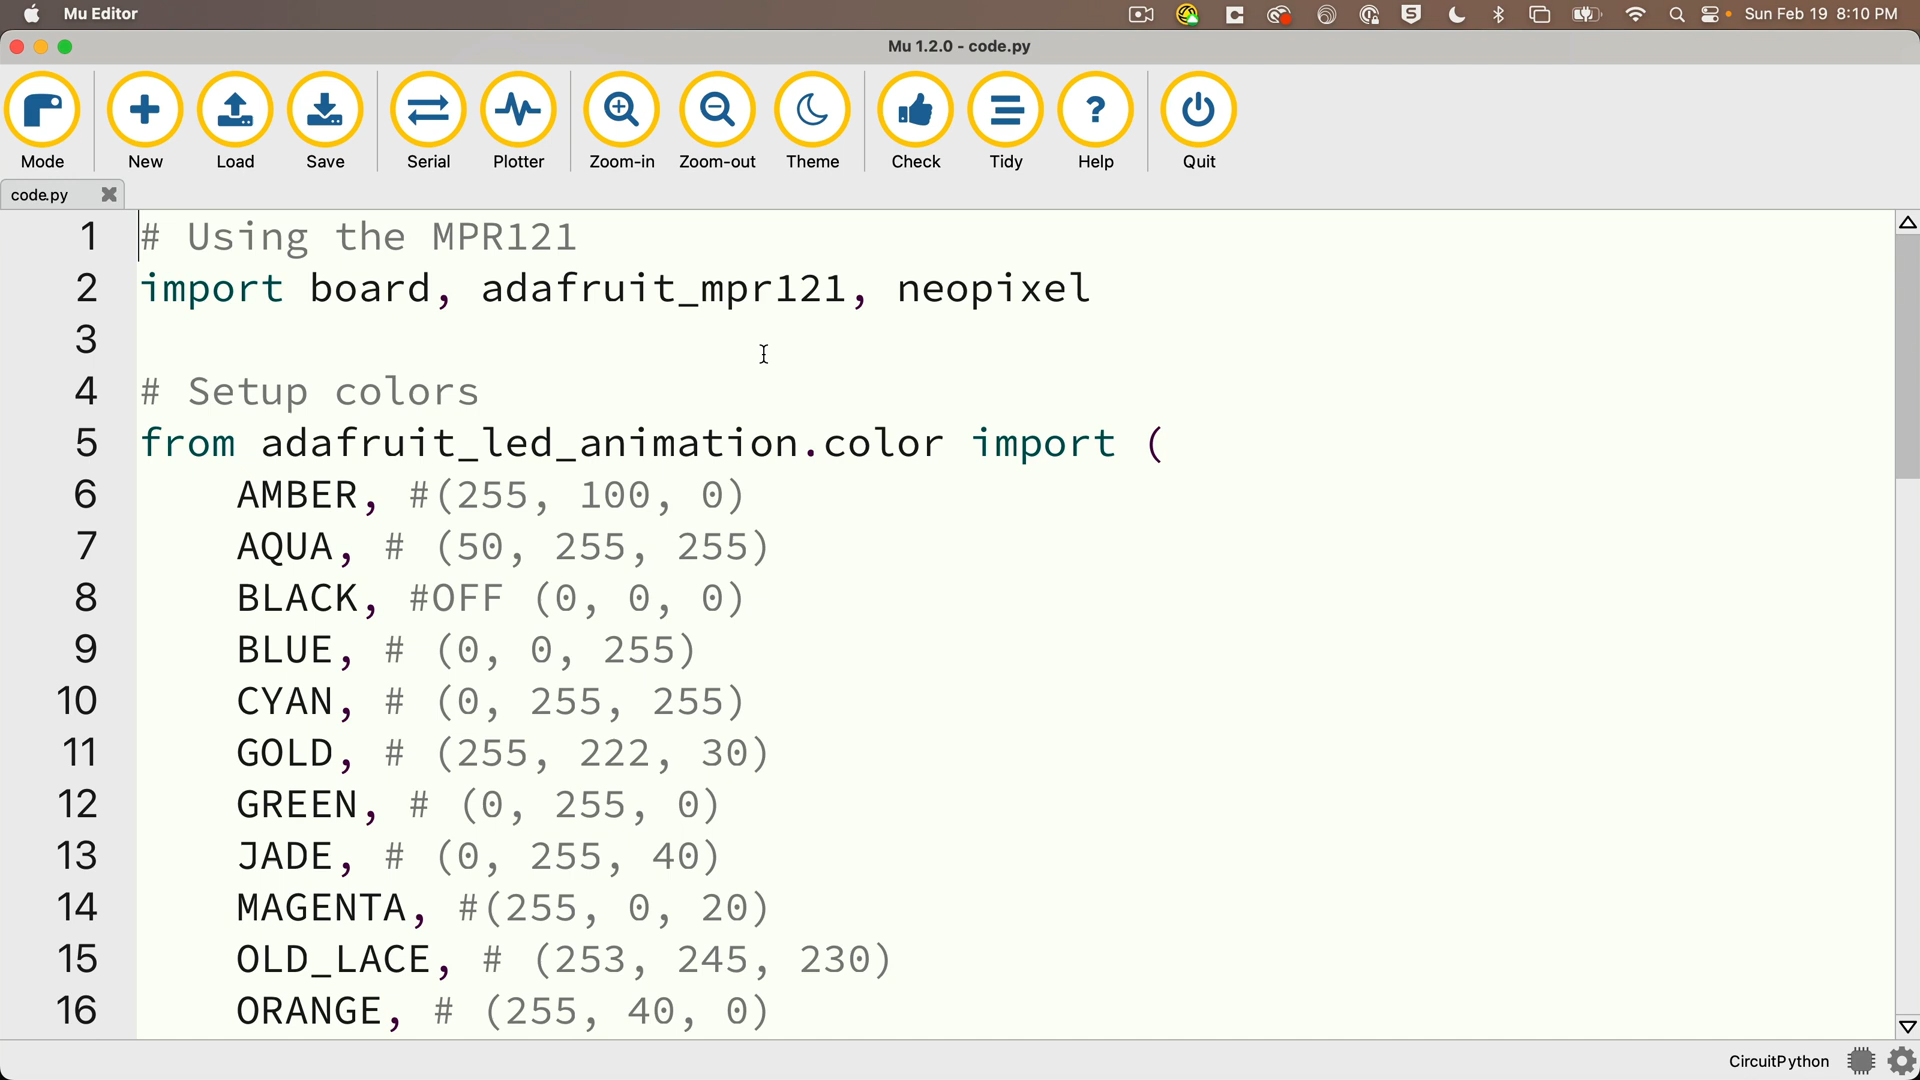 Mu Editor
Sun Feb 19 8:10 PM
Mu 1.2.0 - code.py
Mode New Load Save Serial Plotter Zoom-in Zoom-out Theme Check Tidy Help Quit
code.py
1 # Using the MPR121
2 import board, adafruit_mpr121, neopixel
3
4 # Setup colors
5 from adafruit_led_animation.color import (
6 AMBER, #(255, 100, 0)
7 AQUA, # (50, 255, 255)
8 BLACK, #OFF (0, 0, 0)
9 BLUE, # (0, 0, 255)
10 CYAN, # (0, 255, 255)
11 GOLD, # (255, 222, 30)
12 GREEN, # (0, 255, 0)
13 JADE, # (0, 255, 40)
14 MAGENTA, #(255, 0, 20)
15 OLD_LACE, # (253, 245, 230)
16 ORANGE, # (255, 40, 0)
CircuitPython